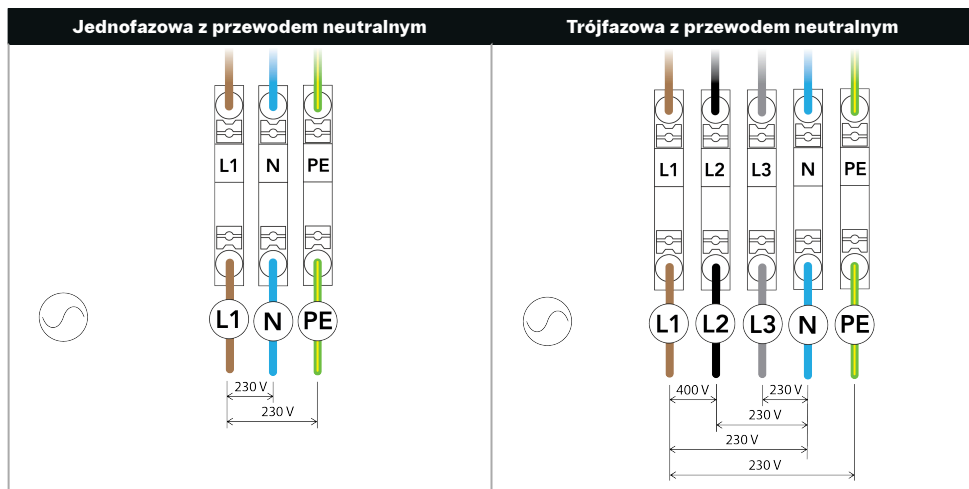 Jednofazowa z przewodem neutralnym
L1 N PE
L1 N PE
230 V
230 V
Trójfazowa z przewodem neutralnym
L1 L2 L3 N PE
L1 L2 L3 N PE
400 V 230 V
230 V
230 V
230 V